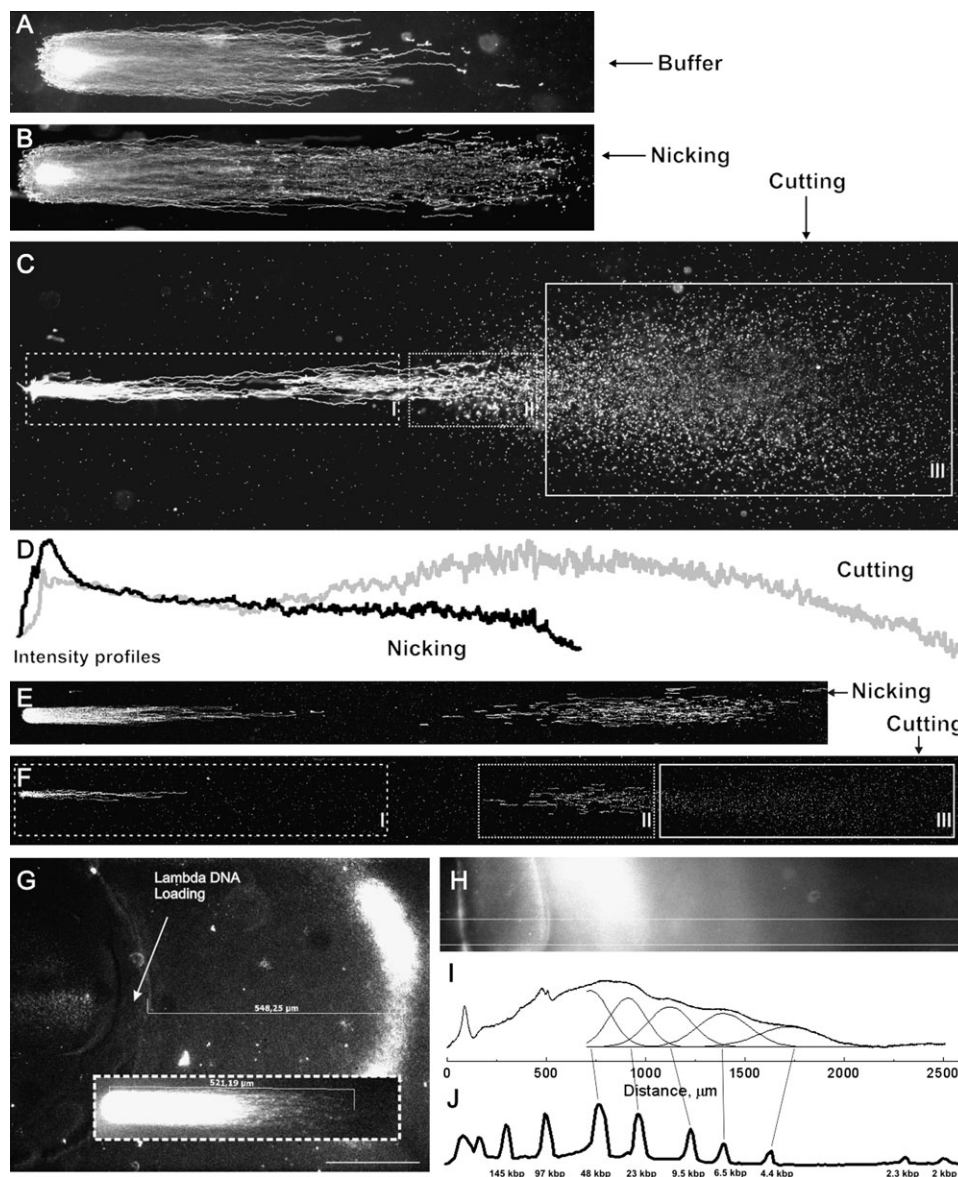 A
Buffer
B
Nicking
Cutting
C
I
II
III
D
Cutting
Nicking
Intensity profiles
E
Nicking
Cutting
F
I
II
III
G
Lambda DNA
Loading
548,25 µm
521,19 µm
H
I
0 500 1000 1500 2000 2500
Distance, µm
J
145 kbp 97 kbp 48 kbp 23 kbp 9.5 kbp 6.5 kbp 4.4 kbp 2.3 kbp 2 kbp